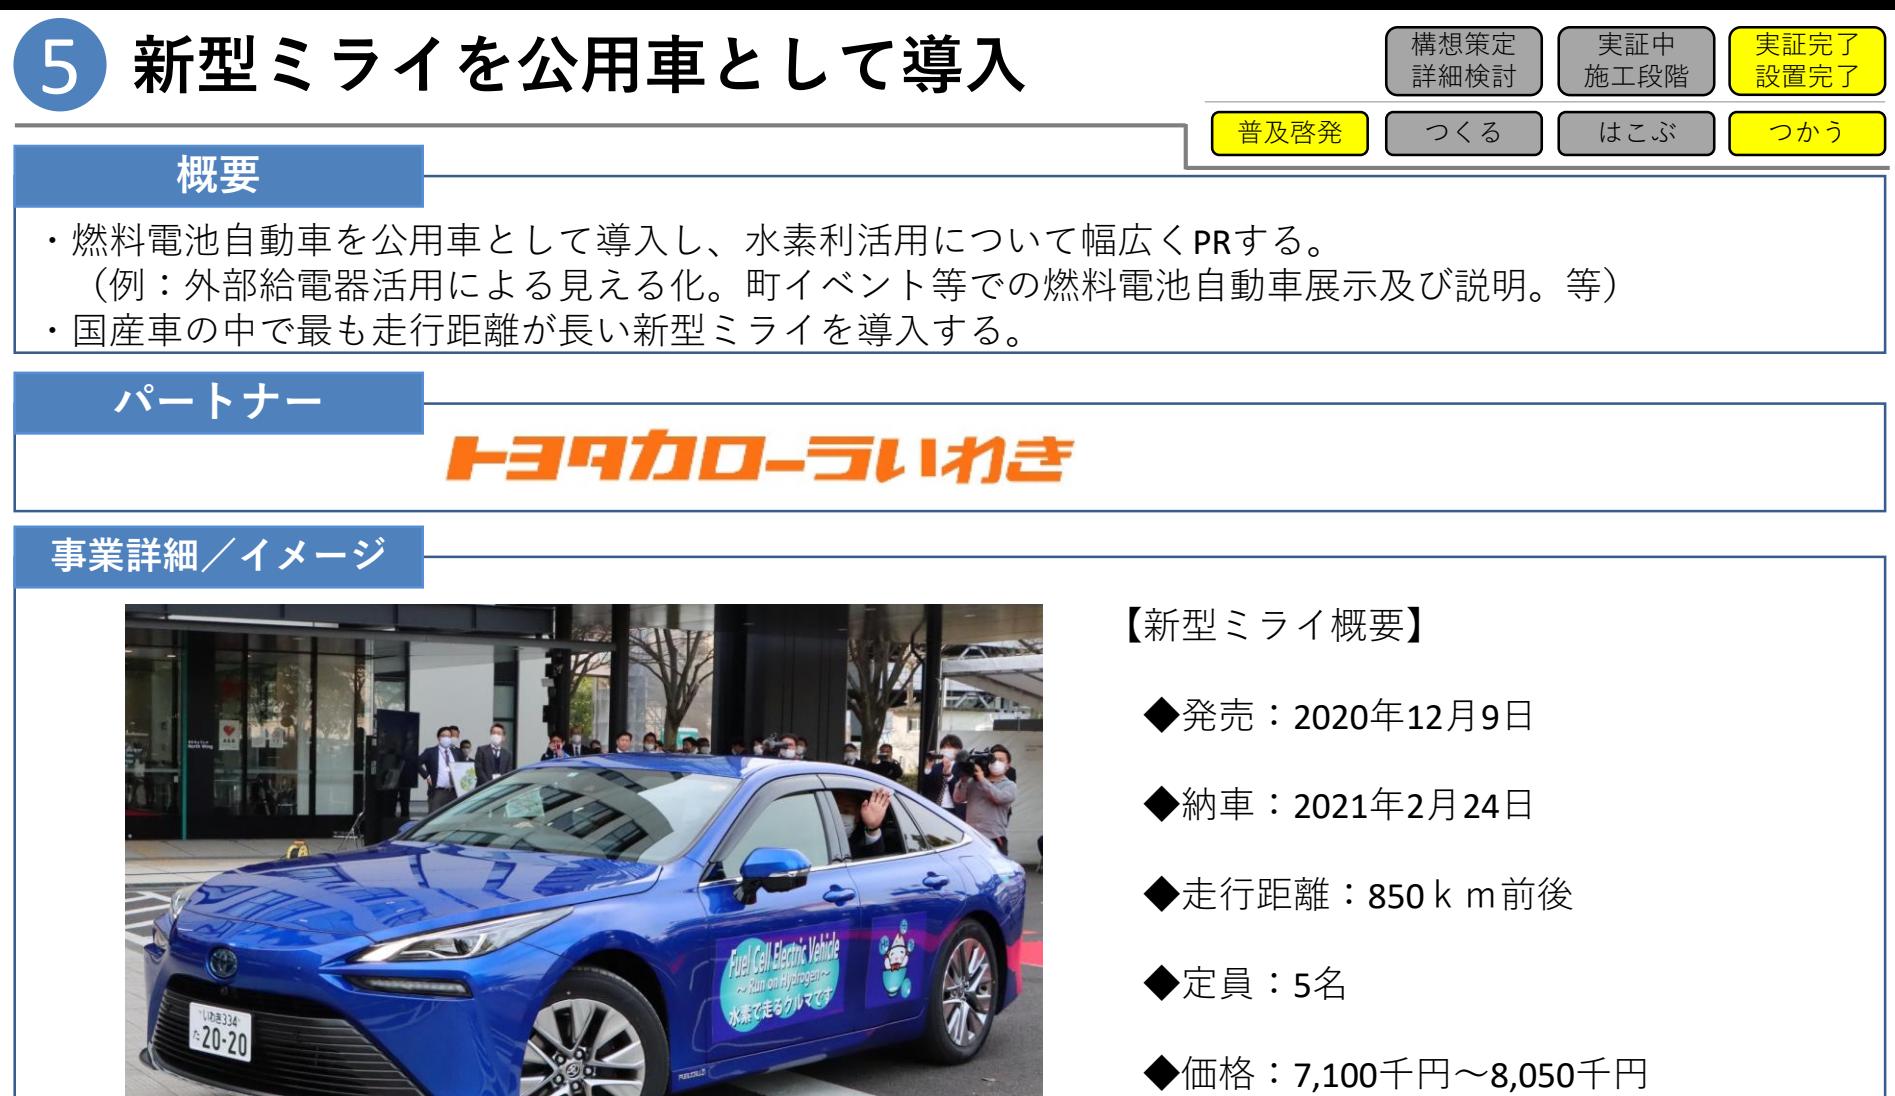 5 新型ミライを公用車として導入
構想策定
詳細検討
実証中
施工段階
実証完了
設置完了
普及啓発
つくる
はこぶ
つかう
概要
・燃料電池自動車を公用車として導入し、水素利活用について幅広くPRする。
（例：外部給電器活用による見える化。町イベント等での燃料電池自動車展示及び説明。等）
・国産車の中で最も走行距離が長い新型ミライを導入する。
パートナー
トヨタカローラいわき
事業詳細／イメージ
Fuel Cell Electric Vehicle
～Run on Hydrogen～
水素で走るクルマです
いわき334
た 20-20
【新型ミライ概要】
◆発売：2020年12月9日
◆納車：2021年2月24日
◆走行距離：850ｋｍ前後
◆定員：5名
◆価格：7,100千円～8,050千円